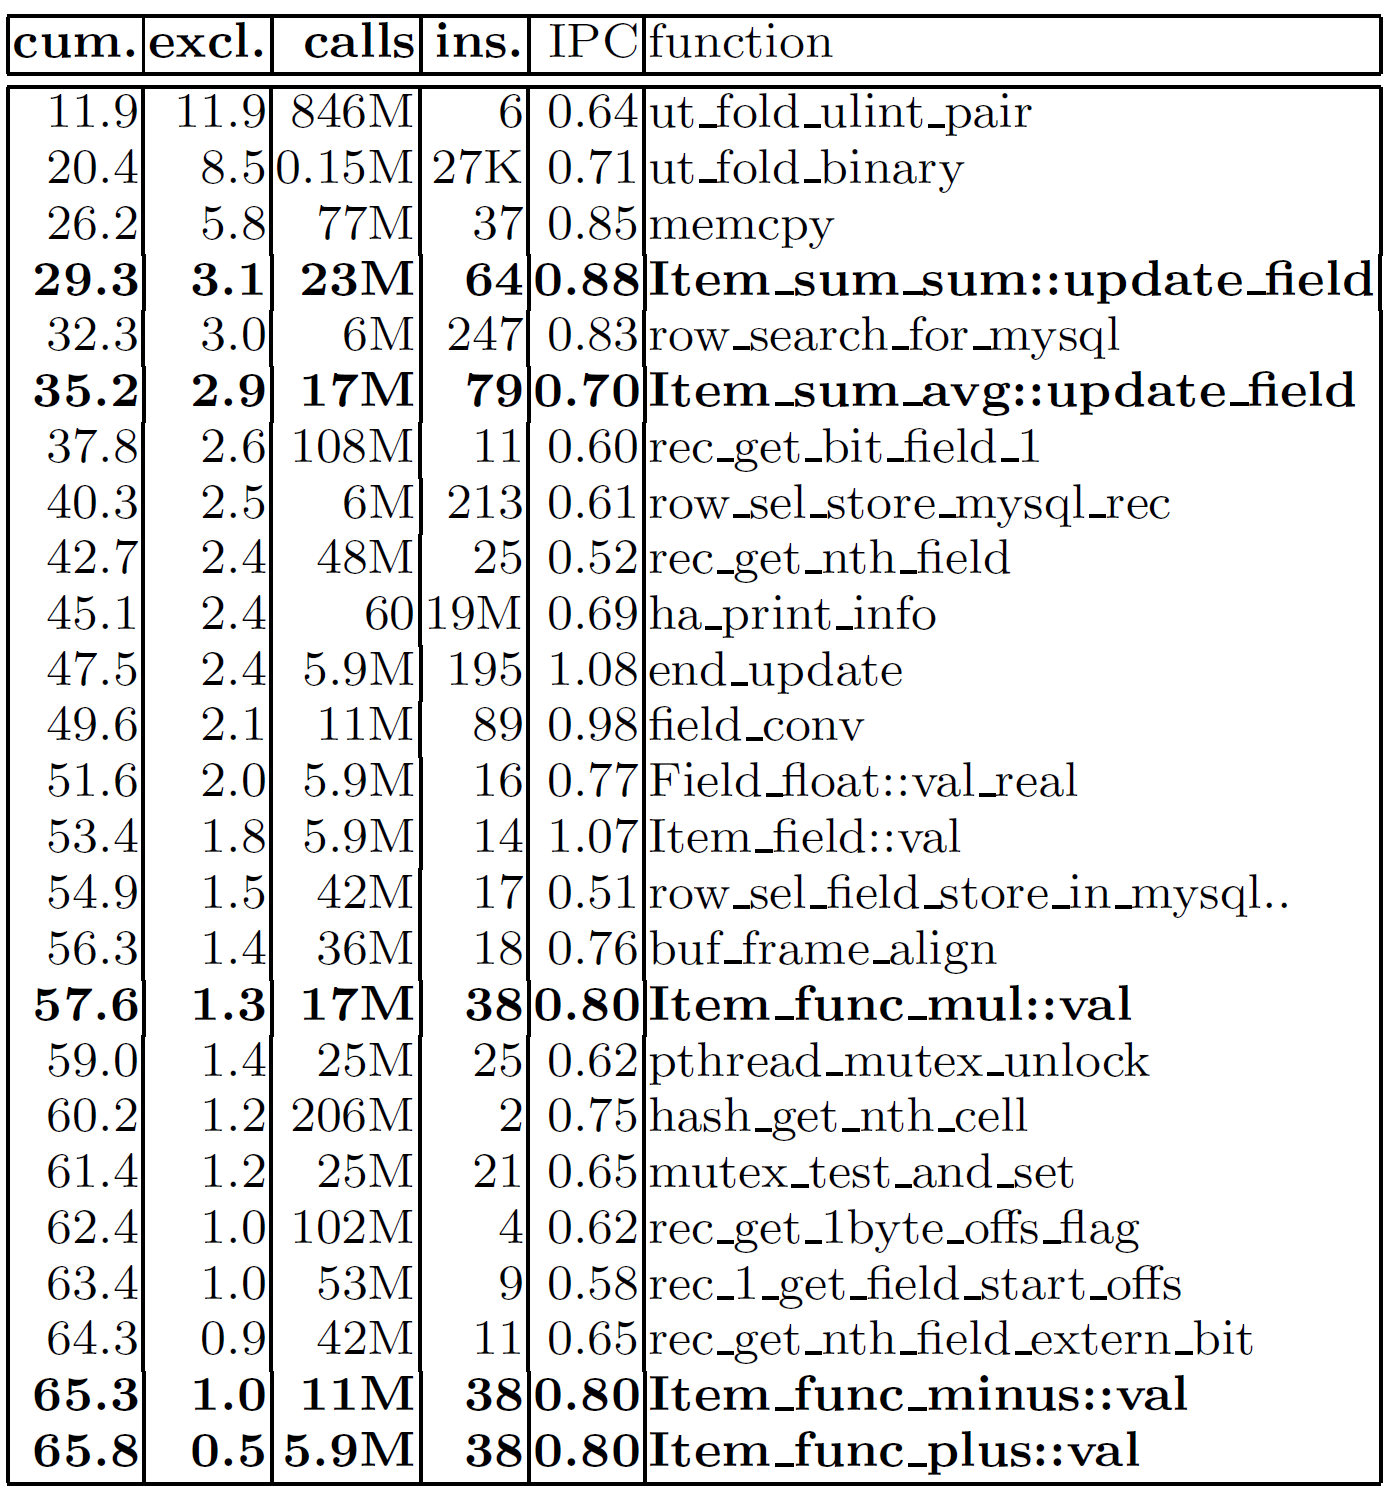 cum. excl. calls ins. IPC function
11.9 11.9 846M 6 0.64 ut_fold_ulint_pair
20.4 8.5 0.15M 27K 0.71 ut_fold_binary
26.2 5.8 77M 37 0.85 memcpy
29.3 3.1 23M 64 0.88 Item_sum_sum::update_field
32.3 3.0 6M 247 0.83 row_search_for_mysql
35.2 2.9 17M 79 0.70 Item_sum_avg::update_field
37.8 2.6 108M 11 0.60 rec_get_bit_field_1
40.3 2.5 6M 213 0.61 row_sel_store_mysql_rec
42.7 2.4 48M 25 0.52 rec_get_nth_field
45.1 2.4 60 19M 0.69 ha_print_info
47.5 2.4 5.9M 195 1.08 end_update
49.6 2.1 11M 89 0.98 field_conv
51.6 2.0 5.9M 16 0.77 Field_float::val_real
53.4 1.8 5.9M 14 1.07 Item_field::val
54.9 1.5 42M 17 0.51 row_sel_field_store_in_mysql..
56.3 1.4 36M 18 0.76 buf_frame_align
57.6 1.3 17M 38 0.80 Item_func_mul::val
59.0 1.4 25M 25 0.62 pthread_mutex_unlock
60.2 1.2 206M 2 0.75 hash_get_nth_cell
61.4 1.2 25M 21 0.65 mutex_test_and_set
62.4 1.0 102M 4 0.62 rec_get_1byte_offs_flag
63.4 1.0 53M 9 0.58 rec_1_get_field_start_offs
64.3 0.9 42M 11 0.65 rec_get_nth_field_extern_bit
65.3 1.0 11M 38 0.80 Item_func_minus::val
65.8 0.5 5.9M 38 0.80 Item_func_plus::val